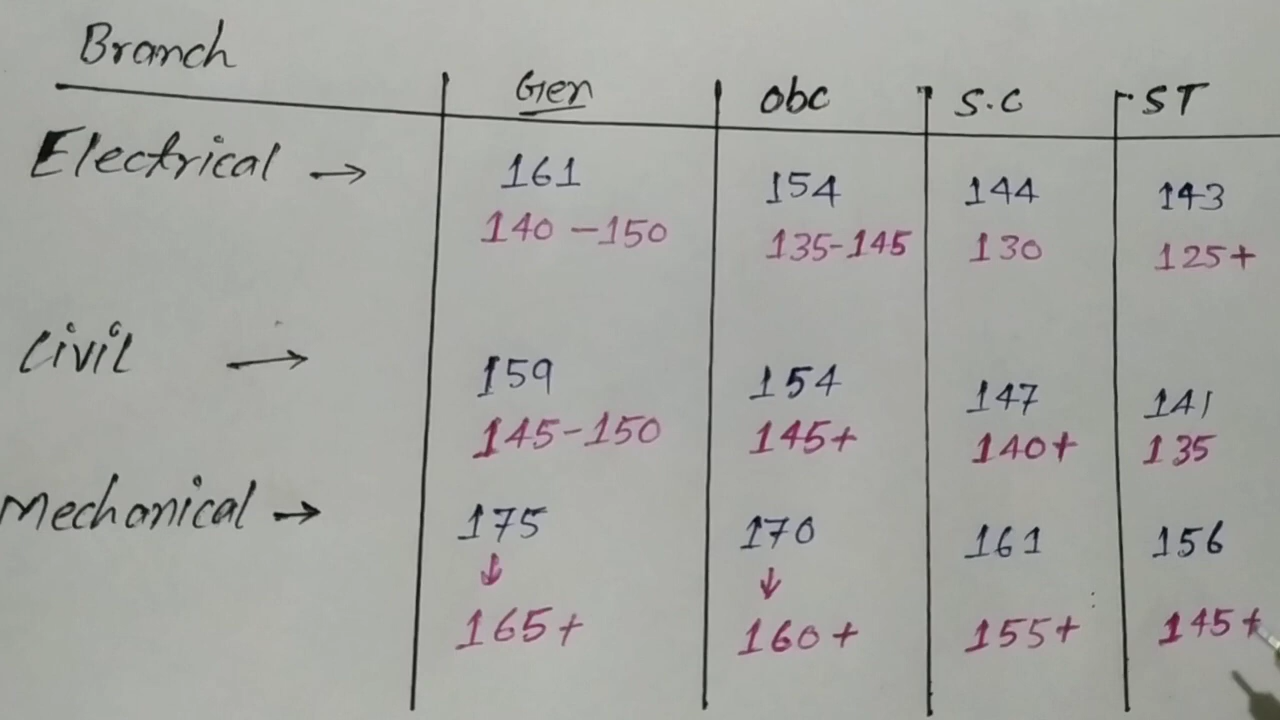 Branch
Gen obc S.C ST
Electrical → 161 154 144 143
140-150 135-145 130 125+
Civil → 159 154 147 141
145-150 145+ 140+ 135
Mechanical → 175 170 161 156
↓ ↓
165+ 160+ 155+ 145+